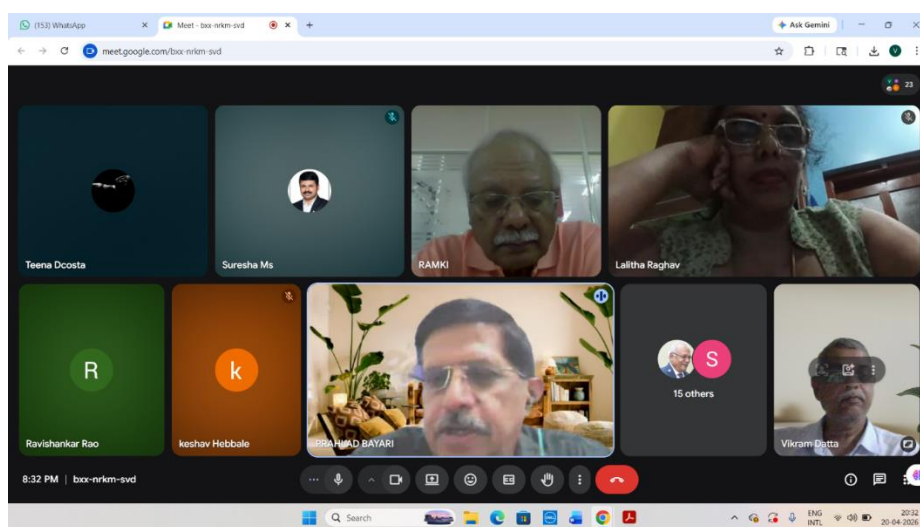 (153) WhatsApp
Meet - bxx-nrkm-svd
Ask Gemini
meet.google.com/bxx-nrkm-svd
23
Teena Dcosta
Suresha Ms
RAMKI
Lalitha Raghav
R
Ravishankar Rao
k
keshav Hebbale
PRAHLAD BAYARI
S
15 others
Vikram Datta
8:32 PM | bxx-nrkm-svd
Search
ENG
INTL
20:32
20-04-2026